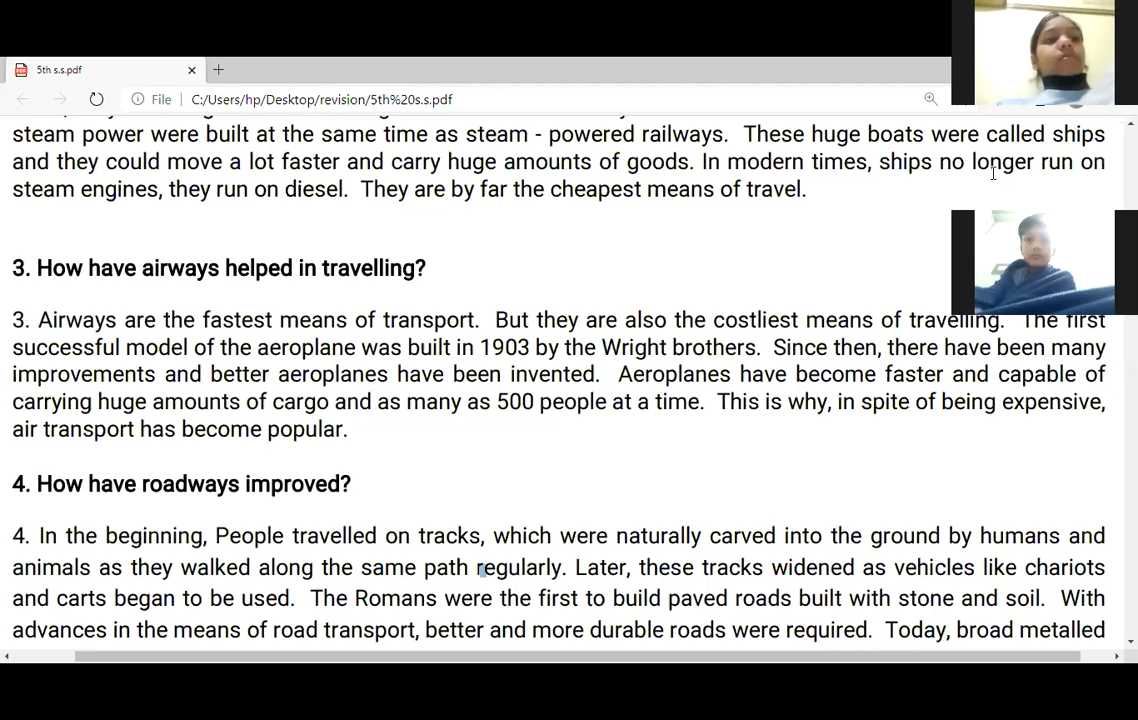 5th s.s.pdf
File | C:/Users/hp/Desktop/revision/5th%20s.s.pdf
steam power were built at the same time as steam - powered railways. These huge boats were called ships
and they could move a lot faster and carry huge amounts of goods. In modern times, ships no longer run on
steam engines, they run on diesel. They are by far the cheapest means of travel.
3. How have airways helped in travelling?
3. Airways are the fastest means of transport. But they are also the costliest means of travelling. The first
successful model of the aeroplane was built in 1903 by the Wright brothers. Since then, there have been many
improvements and better aeroplanes have been invented. Aeroplanes have become faster and capable of
carrying huge amounts of cargo and as many as 500 people at a time. This is why, in spite of being expensive,
air transport has become popular.
4. How have roadways improved?
4. In the beginning, People travelled on tracks, which were naturally carved into the ground by humans and
animals as they walked along the same path regularly. Later, these tracks widened as vehicles like chariots
and carts began to be used. The Romans were the first to build paved roads built with stone and soil. With
advances in the means of road transport, better and more durable roads were required. Today, broad metalled